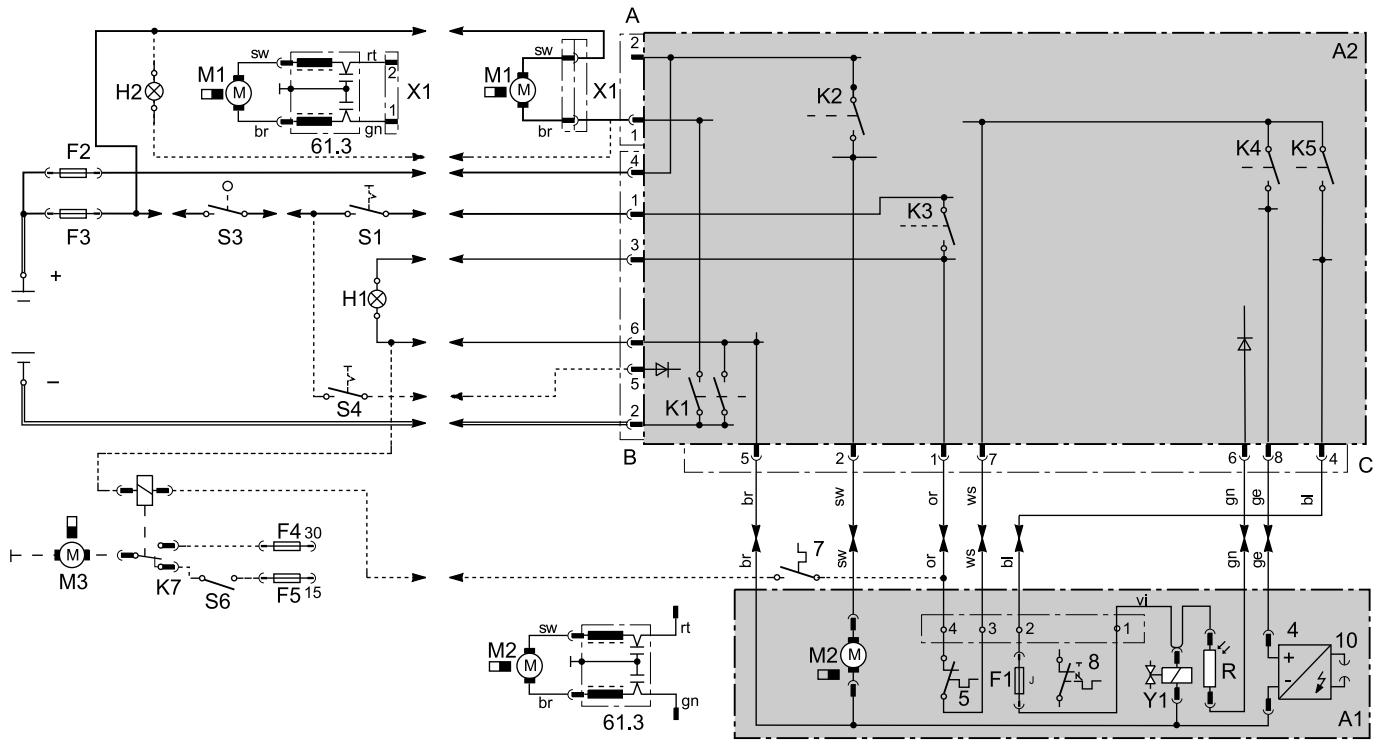 A
A2
2
sw
rt
sw
2
H2
M1
M
X1
M1
M
X1
K2
1
br
gn
br
1
61.3
F2
4
K4
K5
1
F3
S3
S1
K3
3
+
H1
6
−
5
S4
K1
2
B
5
2
1
7
6
8
4
C
br
sw
or
ws
gn
ge
bl
F4 30
7
M
M3
K7
S6
F5 15
br
sw
or
ws
bl
gn
ge
vi
sw
rt
4
3
2
1
4
10
M2
M
M2
M
8
+
F1
J
R
5
−
br
gn
Y1
61.3
A1